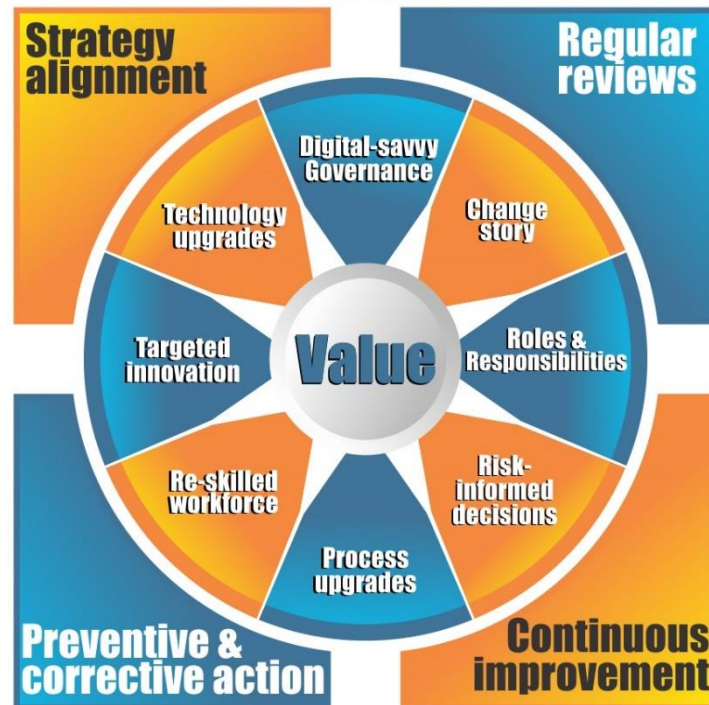 Strategy
alignment
Regular
reviews
Digital-savvy
Governance
Technology
upgrades
Change
story
Targeted
innovation
Value
Roles &
Responsibilities
Re-skilled
workforce
Risk-
informed
decisions
Process
upgrades
Preventive &
corrective action
Continuous
improvement